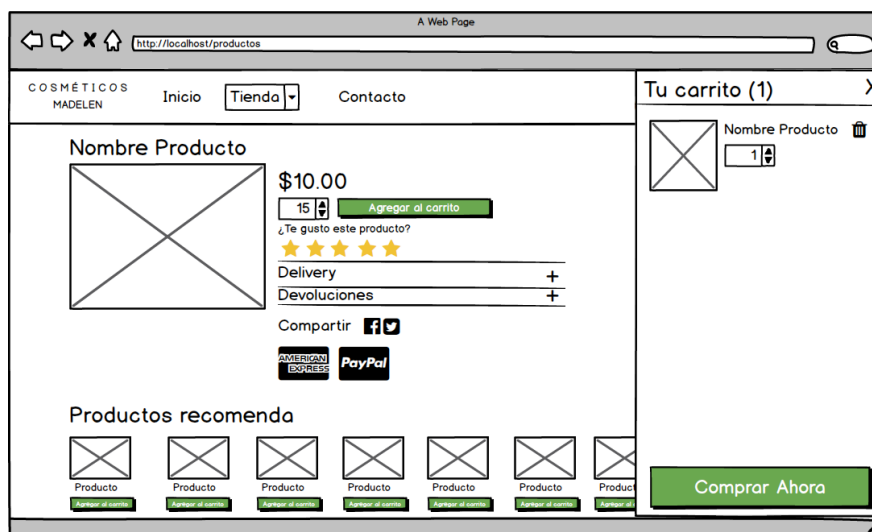 A Web Page
http://localhost/productos
COSMÉTICOS
MADELEN
Inicio
Tienda
Contacto
Tu carrito (1)
X
Nombre Producto
1
Nombre Producto
$10.00
15
Agregar al carrito
¿Te gusto este producto?
Delivery +
Devoluciones +
Compartir
AMERICAN
EXPRESS
PayPal
Productos recomenda
Producto Producto Producto Producto Producto Producto Produc
Agregar al carrito Agregar al carrito Agregar al carrito Agregar al carrito Agregar al carrito Agregar al carrito Agregar al c
Comprar Ahora